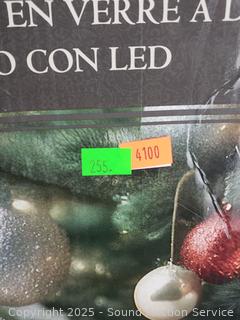 EN VERRE À D
O CON LED
4100
255.
Copyright 2025 - Sound Auction Service